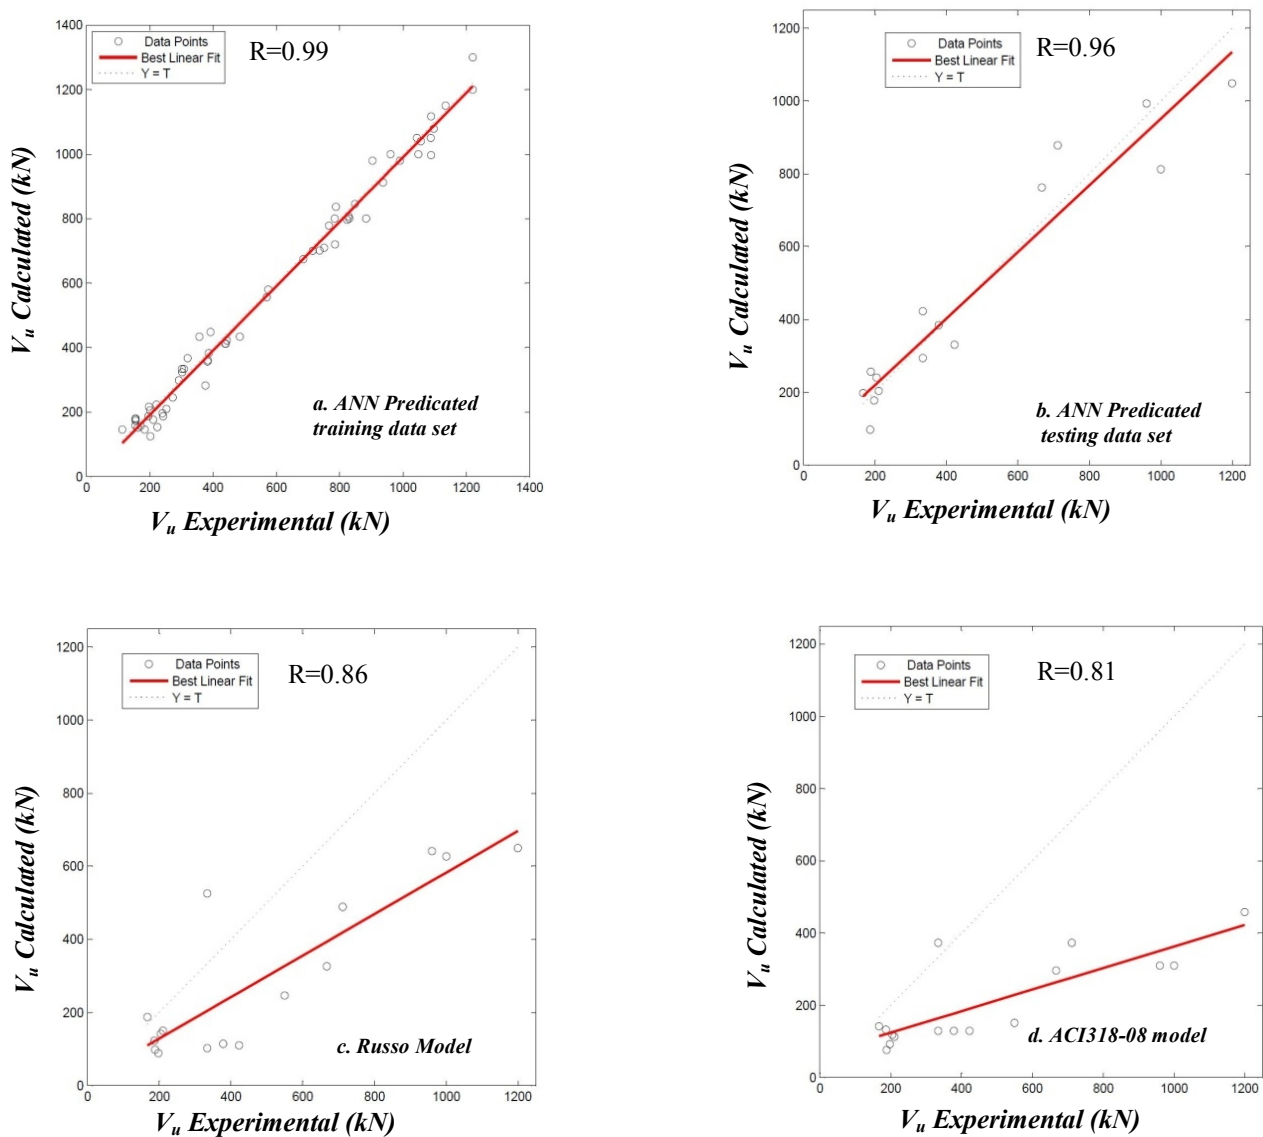 1400
1200
1000
800
600
400
200
0
0 200 400 600 800 1000 1200 1400
Data Points
Best Linear Fit
Y = T
R=0.99
a. ANN Predicated
training data set
V_u Calculated (kN)
V_u Experimental (kN)
1200
1000
800
600
400
200
0
0 200 400 600 800 1000 1200
Data Points
Best Linear Fit
Y = T
R=0.96
b. ANN Predicated
testing data set
V_u Calculated (kN)
V_u Experimental (kN)
1200
1000
800
600
400
200
0
0 200 400 600 800 1000 1200
Data Points
Best Linear Fit
Y = T
R=0.86
c. Russo Model
V_u Calculated (kN)
V_u Experimental (kN)
1200
1000
800
600
400
200
0
0 200 400 600 800 1000 1200
Data Points
Best Linear Fit
Y = T
R=0.81
d. ACI318-08 model
V_u Calculated (kN)
V_u Experimental (kN)